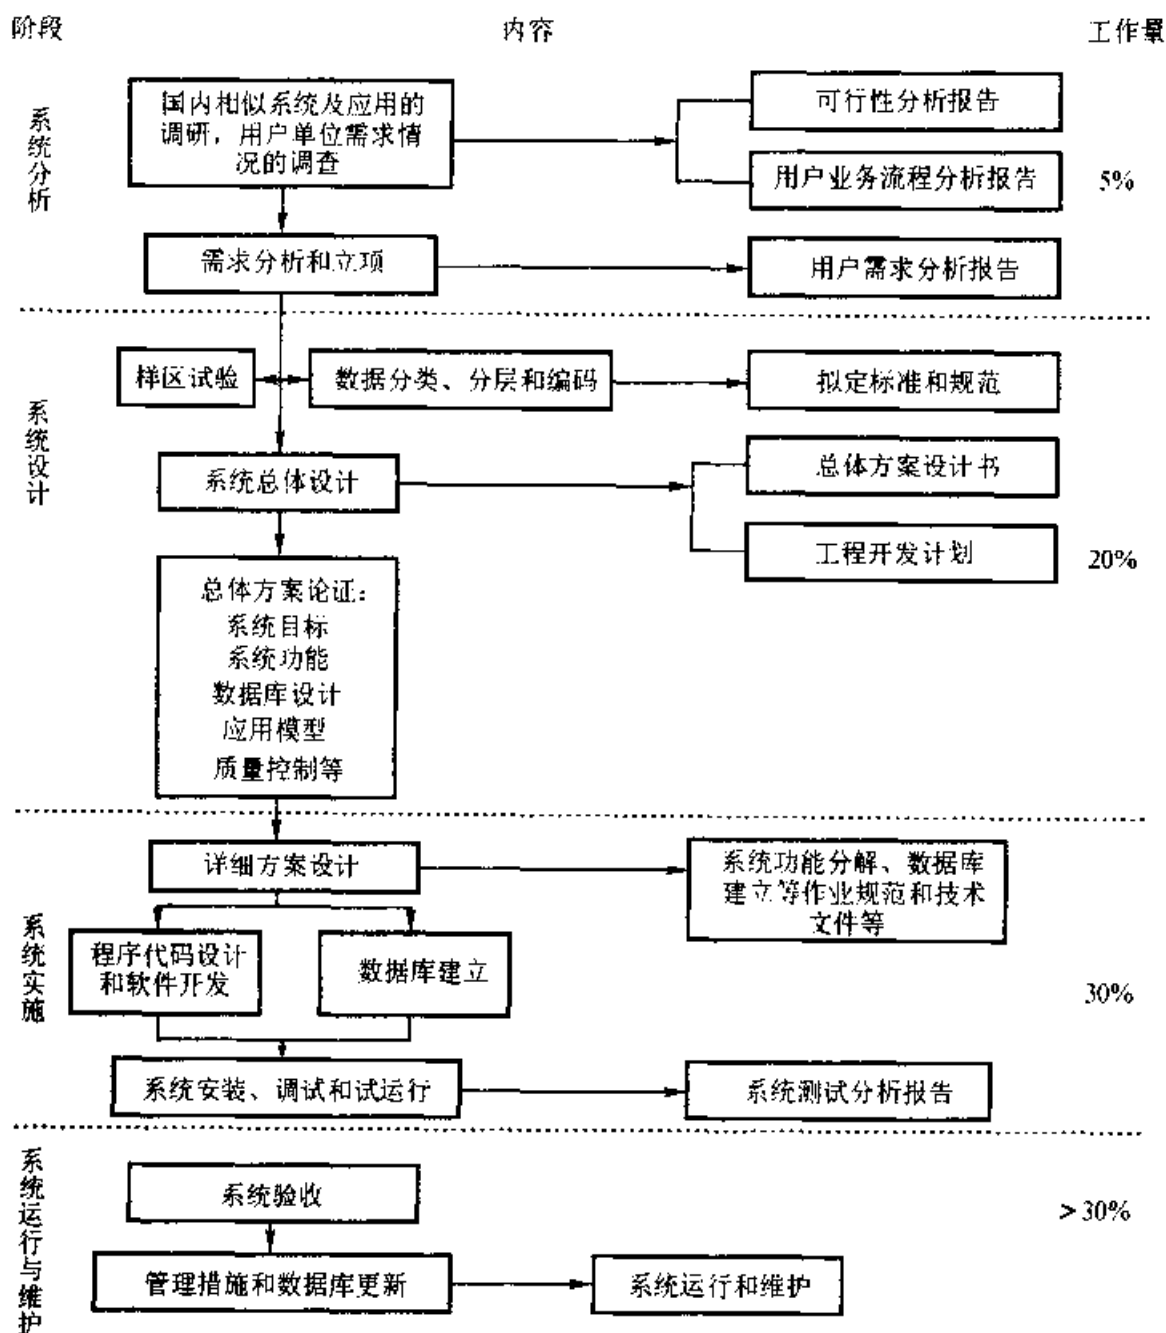 阶段
内容
工作量
系统分析
国内相似系统及应用的
调研，用户单位需求情
况的调查
可行性分析报告
用户业务流程分析报告
5%
需求分析和立项
用户需求分析报告
系统设计
样区试验
数据分类、分层和编码
拟定标准和规范
系统总体设计
总体方案设计书
工程开发计划
20%
总体方案论证：
系统目标
系统功能
数据库设计
应用模型
质量控制等
系统实施
详细方案设计
系统功能分解、数据库
建立等作业规范和技术
文件等
程序代码设计
和软件开发
数据库建立
30%
系统安装、调试和试运行
系统测试分析报告
系统运行与维护
系统验收
>30%
管理措施和数据库更新
系统运行和维护